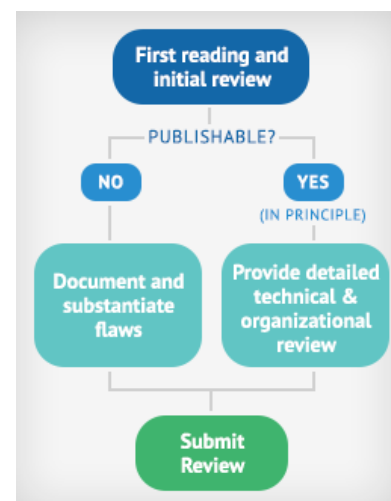 First reading and
initial review
PUBLISHABLE?
NO
YES
(IN PRINCIPLE)
Document and
substantiate
flaws
Provide detailed
technical &
organizational
review
Submit
Review